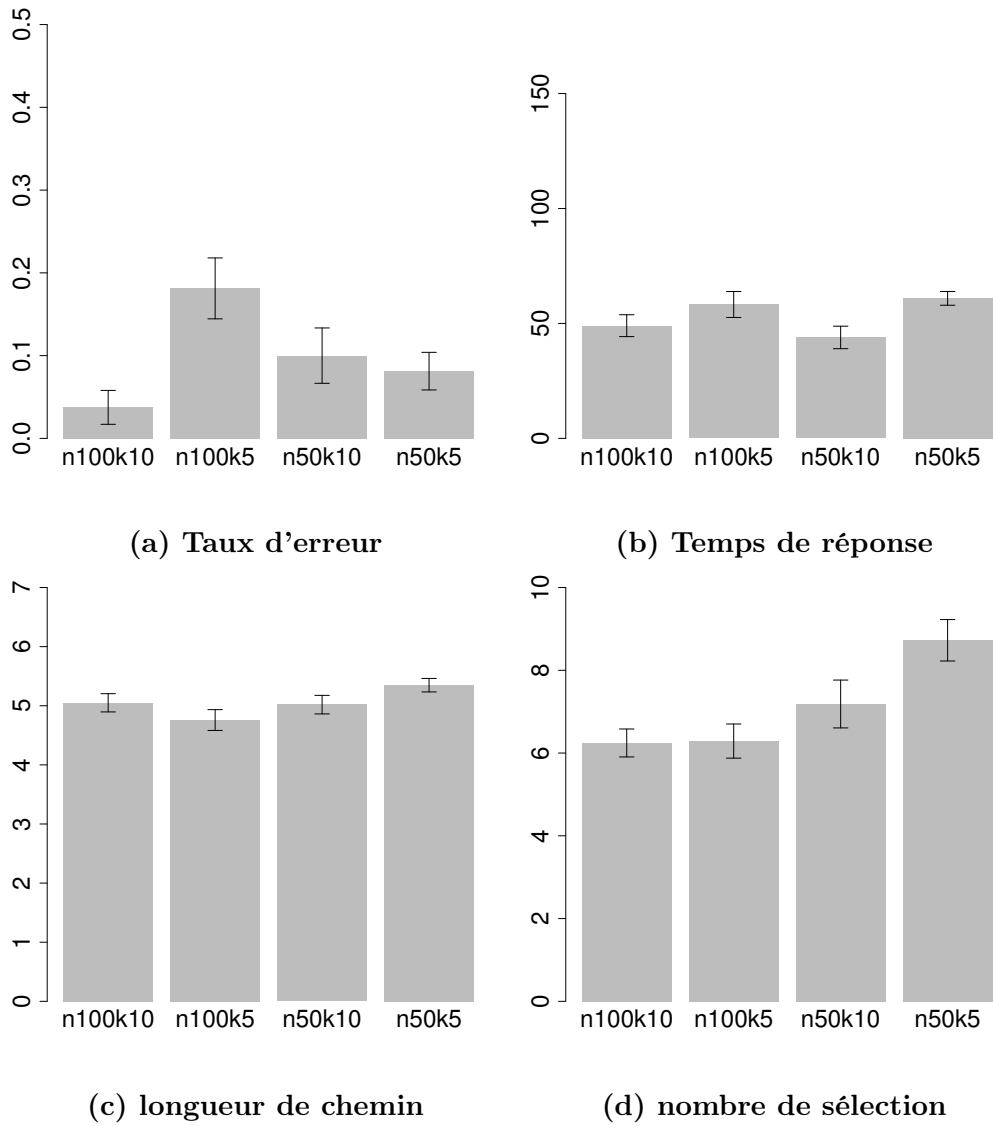 0.0 0.1 0.2 0.3 0.4 0.5
n100k10 n100k5 n50k10 n50k5
(a) Taux d'erreur
0 50 100 150
n100k10 n100k5 n50k10 n50k5
(b) Temps de réponse
0 1 2 3 4 5 6 7
n100k10 n100k5 n50k10 n50k5
(c) longueur de chemin
0 2 4 6 8 10
n100k10 n100k5 n50k10 n50k5
(d) nombre de sélection